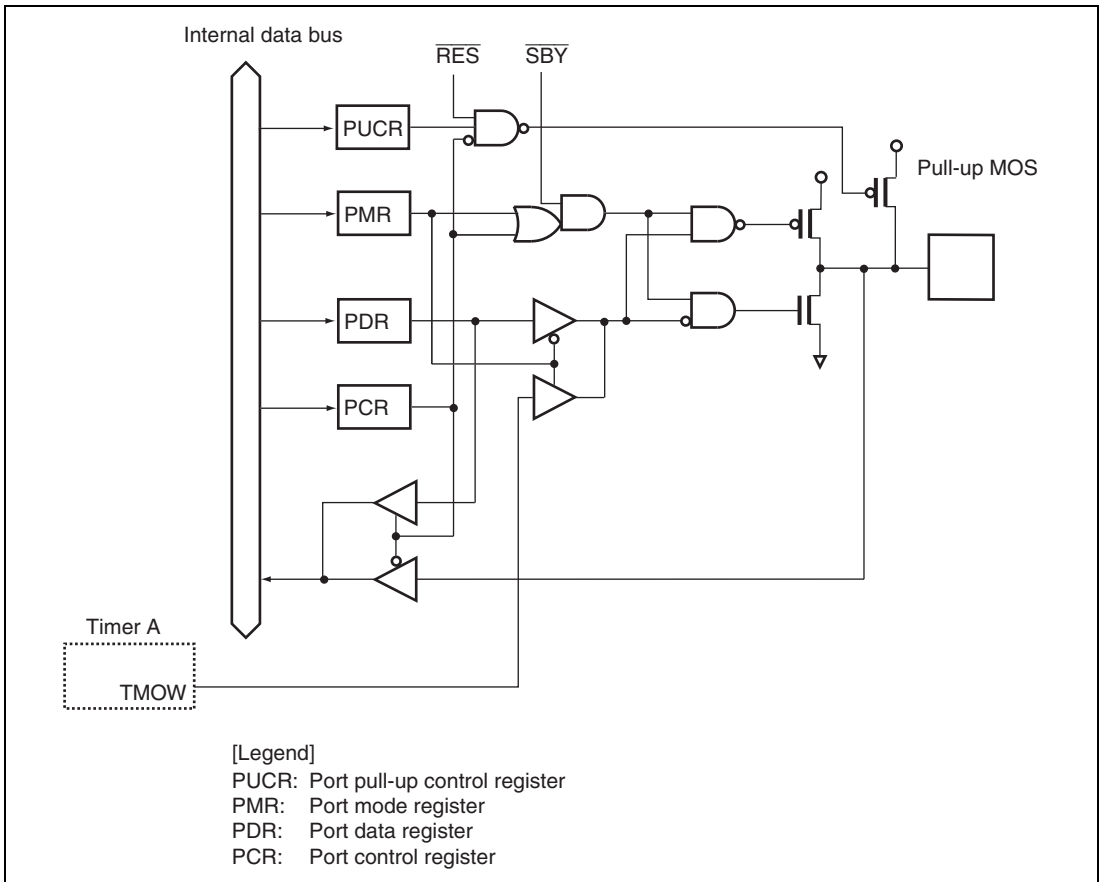 Internal data bus
RES
SBY
PUCR
Pull-up MOS
PMR
PDR
PCR
Timer A
TMOW
[Legend]
PUCR: Port pull-up control register
PMR: Port mode register
PDR: Port data register
PCR: Port control register